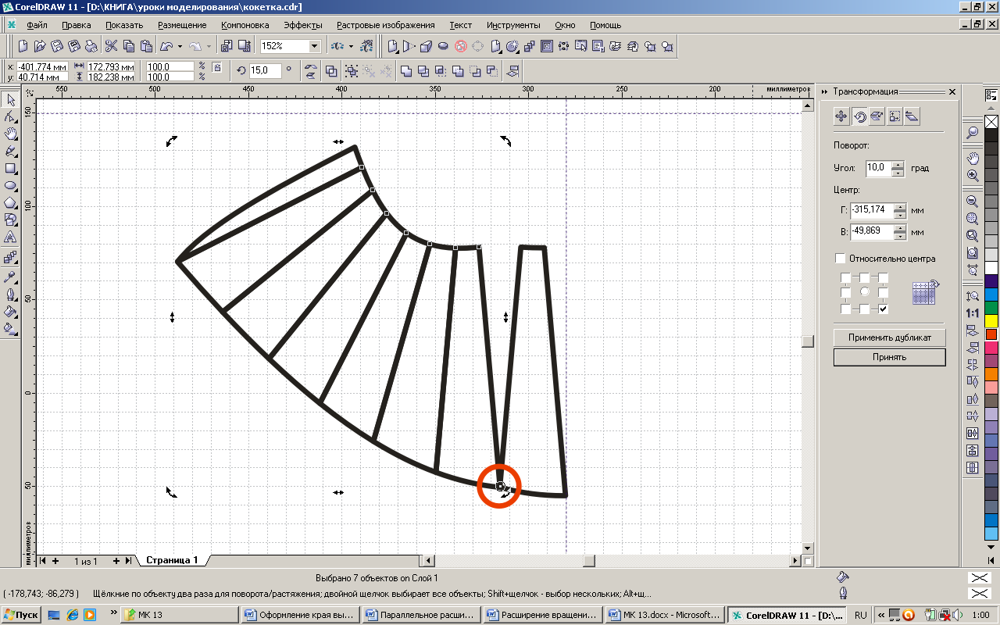 CorelDRAW 11 - [D:\КНИГА\уроки моделирования\кокетка.cdr]
Файл Правка Показать Размещение Компоновка Эффекты Растровые изображения Текст Инструменты Окно Помощь
152%
x: -401.774 мм 172.793 мм 100.0 % 15,0 °
y: 40.714 мм 182.238 мм 100.0 %
550 500 450 400 350 300 250 200 миллиметров
Трансформация
150
100
50
0
50
миллиметров
Поворот:
Угол: 10,0 град
Центр:
Г: -315,174 мм
В: -49,869 мм
Относительно центра
Применить дубликат
Принять
1:1
1 из 1 Страница 1
Выбрано 7 объектов on Слой 1
( -178,743; -86,279 ) Щёлкние по объекту два раза для поворота/растяжения; двойной щелчок выбирает все объекты; Shift+щелчок - выбор нескольких; Alt+щ...
Пуск » МК 13 Оформление края вы... Параллельное расши... Расширение вращени... МК 13.docx - Microsoft... CorelDRAW 11 - [D:\... RU « 1:00